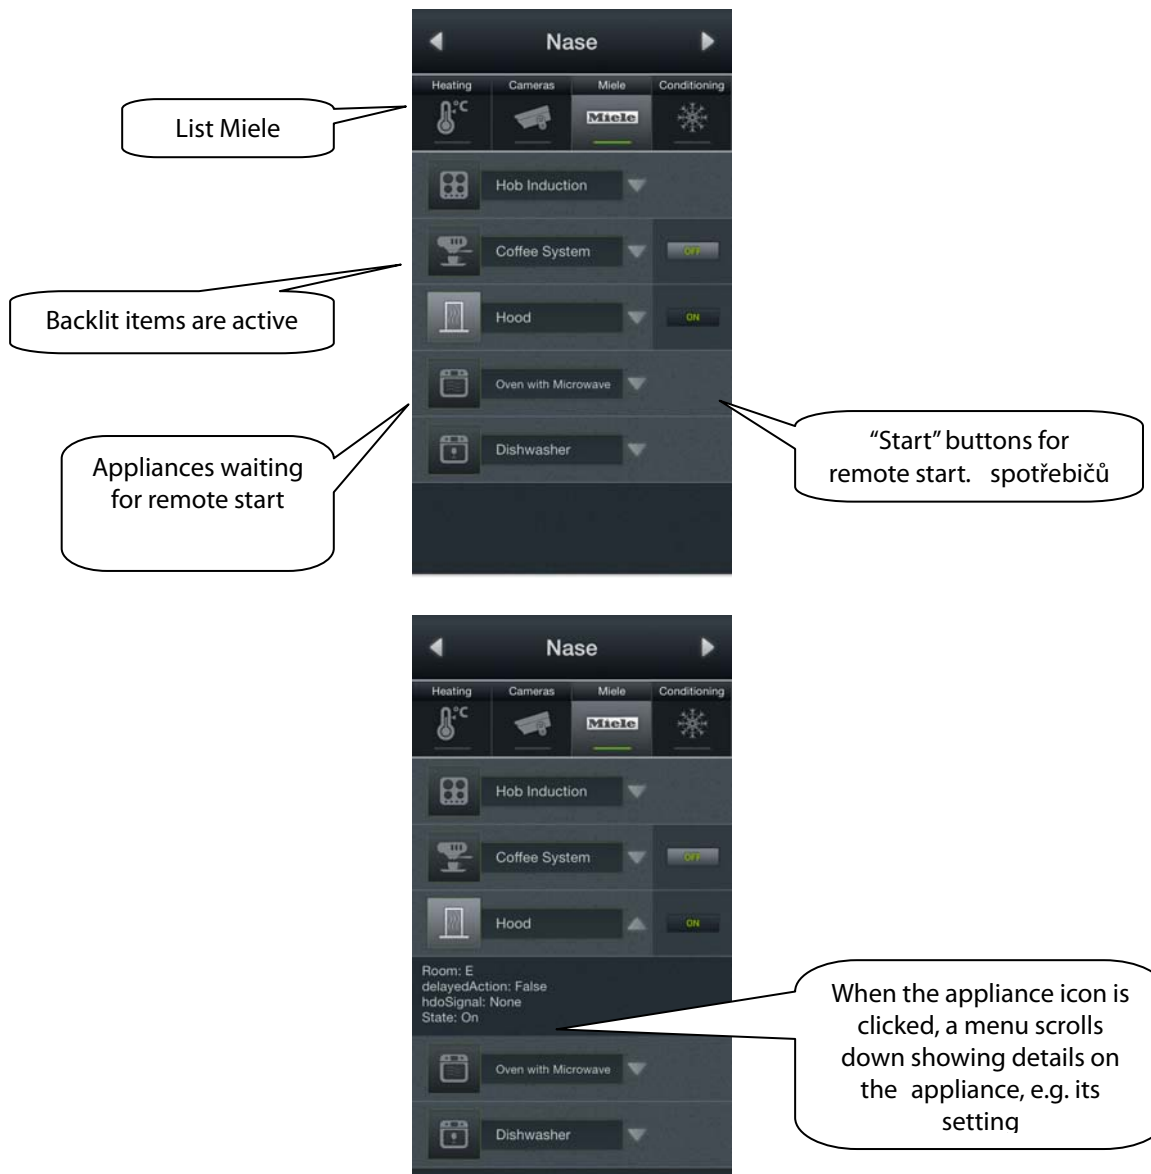 Nase
Heating Cameras Miele Conditioning
°C Miele
List Miele
Hob Induction
Coffee System OFF
Backlit items are active
Hood ON
Oven with Microwave
Appliances waiting
for remote start
“Start” buttons for
remote start. spotřebičů
Dishwasher
Nase
Heating Cameras Miele Conditioning
°C Miele
Hob Induction
Coffee System OFF
Hood ON
Room: E
delayedAction: False
hdoSignal: None
State: On
When the appliance icon is
clicked, a menu scrolls
down showing details on
the appliance, e.g. its
setting
Oven with Microwave
Dishwasher